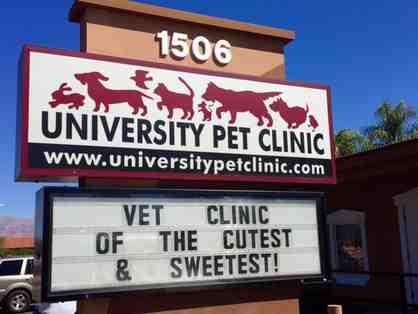 1506
UNIVERSITY PET CLINIC
www.universitypetclinic.com
VET CLINIC
OF THE CUTEST
& SWEETEST!